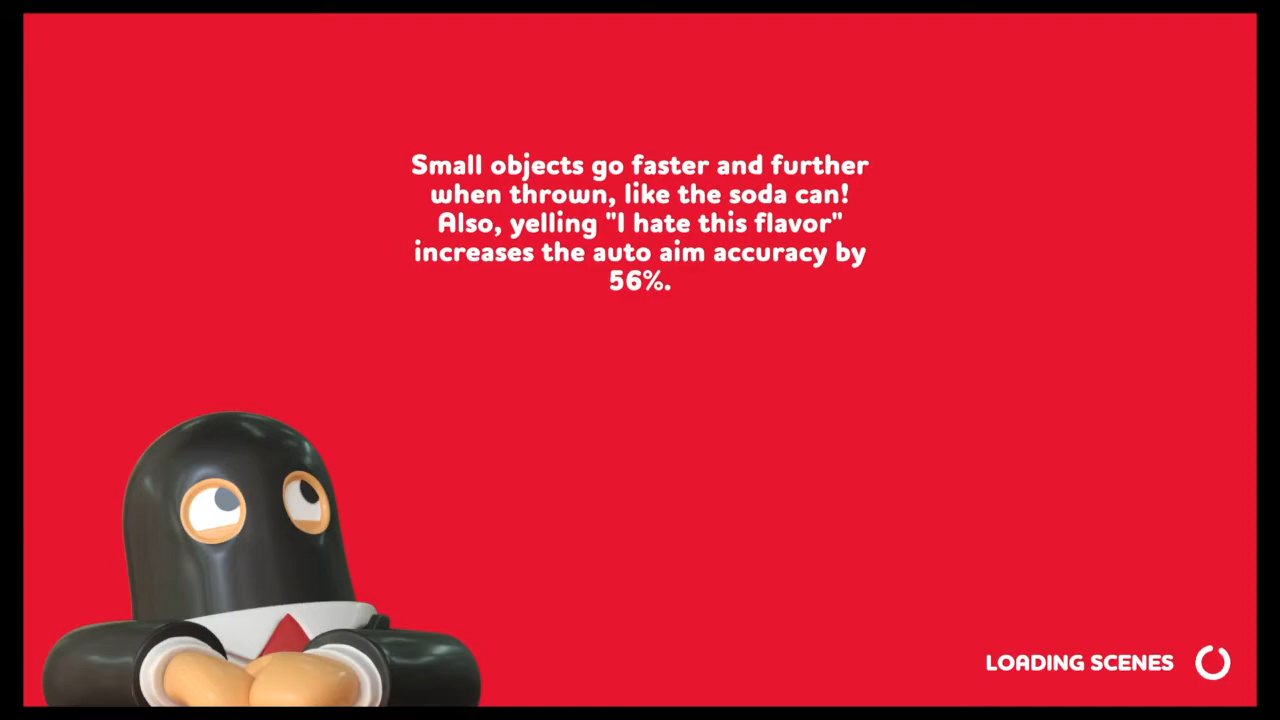 Small objects go faster and further
when thrown, like the soda can!
Also, yelling "I hate this flavor"
increases the auto aim accuracy by
56%.
LOADING SCENES